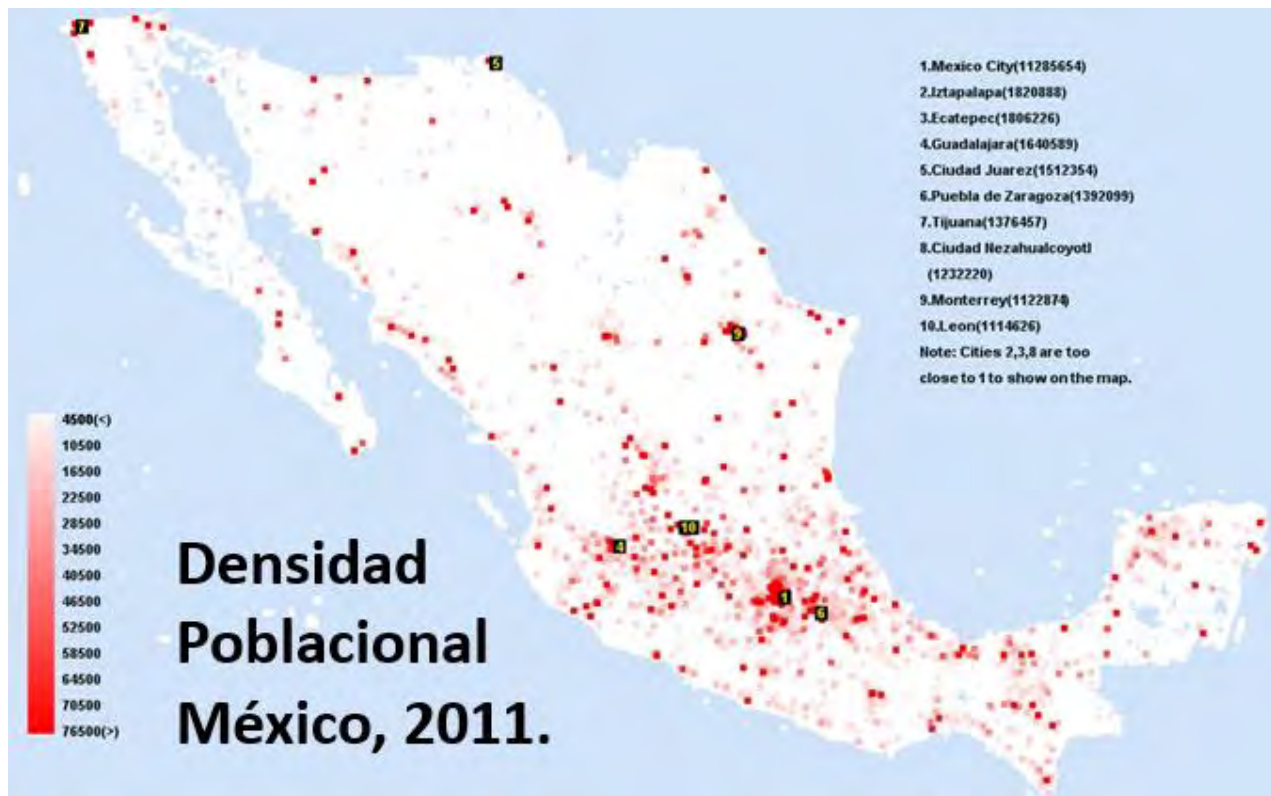 7
5
1.Mexico City(11285654)
2.Iztapalapa(1820888)
3.Ecatepec(1806226)
4.Guadalajara(1640589)
5.Ciudad Juarez(1512354)
6.Puebla de Zaragoza(1392099)
7.Tijuana(1376457)
8.Ciudad Nezahualcoyotl
(1232220)
9.Monterrey(1122874)
10.Leon(1114626)
Note: Cities 2,3,8 are too
close to 1 to show on the map.
9
10
4
1
6
4500(<)
10500
16500
22500
28500
34500
40500
46500
52500
58500
64500
70500
76500(>)
Densidad
Poblacional
México, 2011.